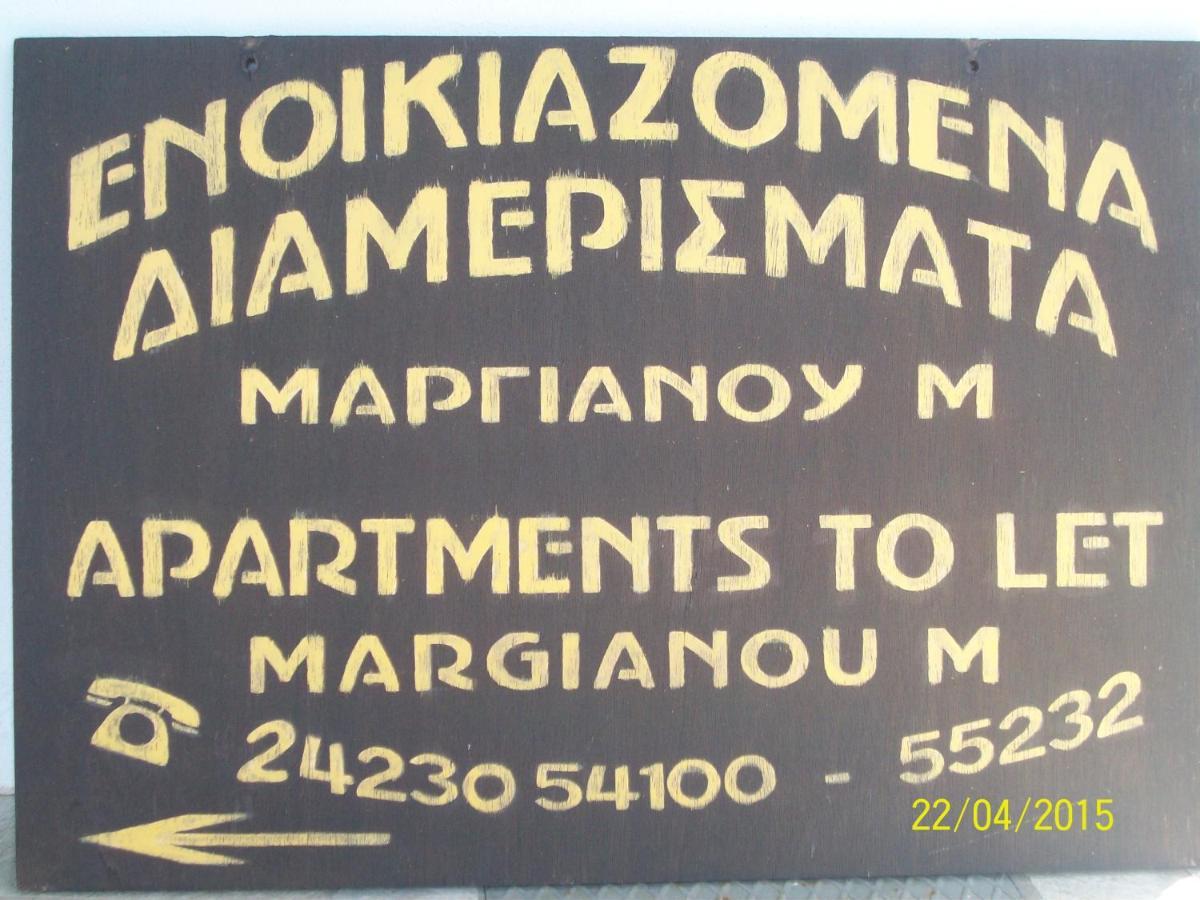 ΕΝΟΙΚΙΑΖΟΜΕΝΑ
ΔΙΑΜΕΡΙΣΜΑΤΑ
ΜΑΡΓΙΑΝΟΥ Μ
APARTMENTS TO LET
MARGIANOU M
24230 54100 - 55232
22/04/2015